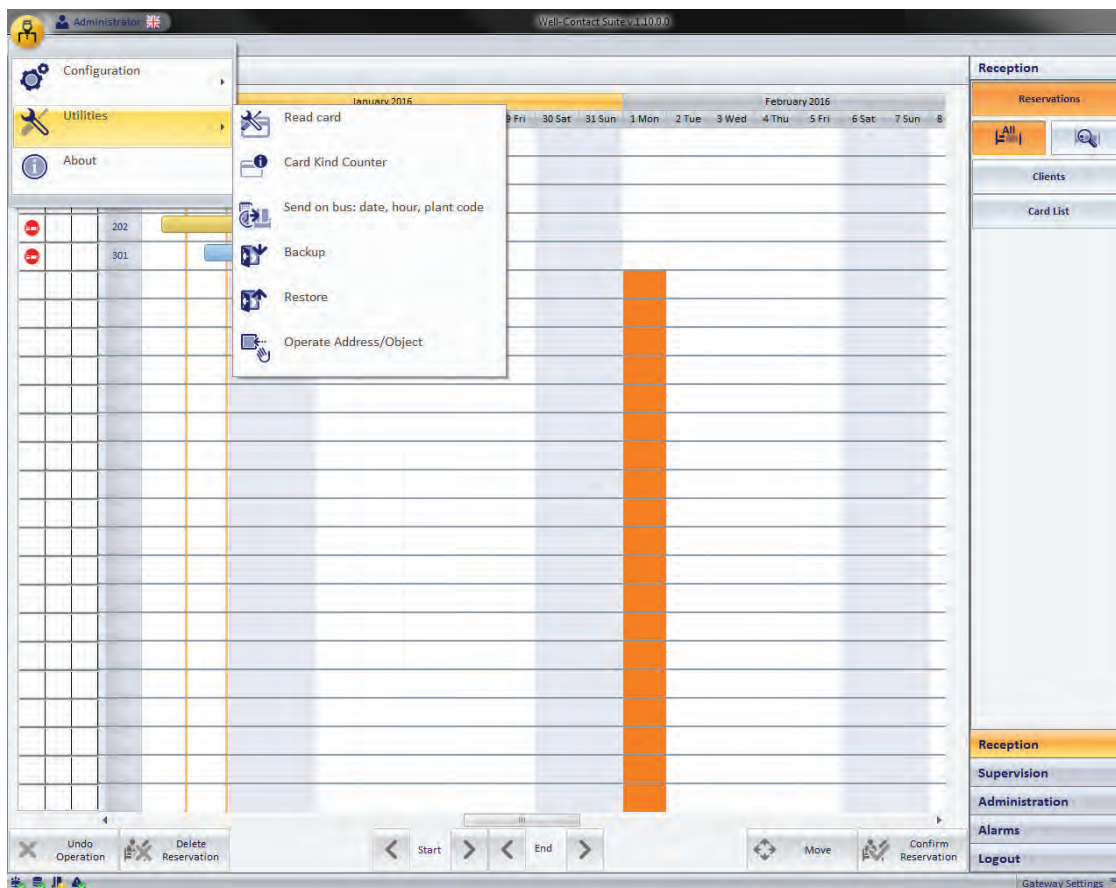 Administrator
Well-Contact Suite v.1.10.0.0
Configuration
Utilities
About
Read card
Card Kind Counter
Send on bus: date, hour, plant code
Backup
Restore
Operate Address/Object
January 2016
February 2016
30 Sat 31 Sun 1 Mon 2 Tue 3 Wed 4 Thu 5 Fri 6 Sat 7 Sun 8
202
301
Reception
Reservations
All
Clients
Card List
Reception
Supervision
Administration
Alarms
Logout
Undo
Operation
Delete
Reservation
Start
End
Move
Confirm
Reservation
Gateway Settings